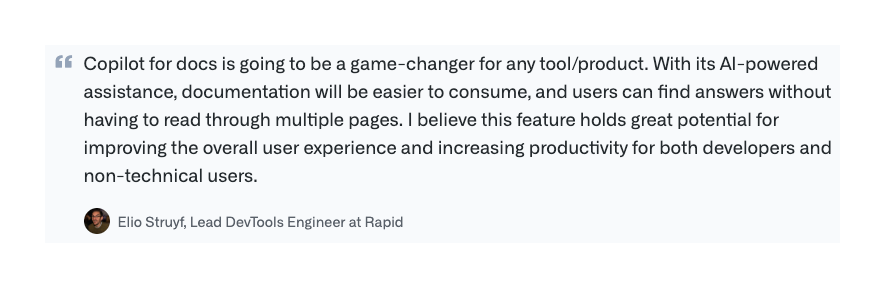 “ Copilot for docs is going to be a game-changer for any tool/product. With its AI-powered
assistance, documentation will be easier to consume, and users can find answers without
having to read through multiple pages. I believe this feature holds great potential for
improving the overall user experience and increasing productivity for both developers and
non-technical users.
Elio Struyf, Lead DevTools Engineer at Rapid